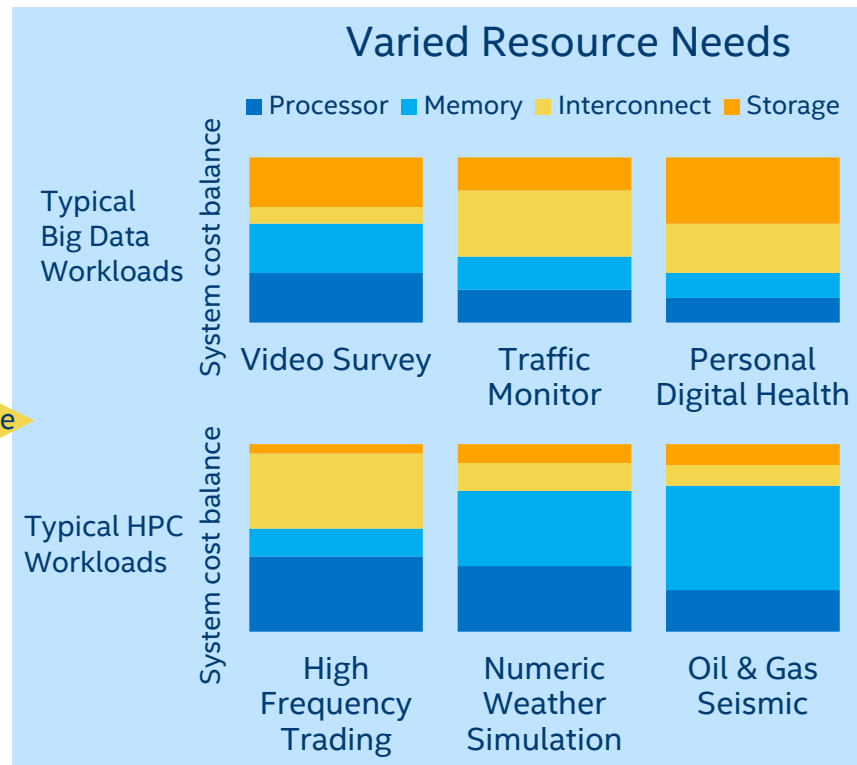 Varied Resource Needs
Processor Memory Interconnect Storage
Typical
Big Data
Workloads
System cost balance
Video Survey
Traffic
Monitor
Personal
Digital Health
e
Typical HPC
Workloads
System cost balance
High
Frequency
Trading
Numeric
Weather
Simulation
Oil & Gas
Seismic